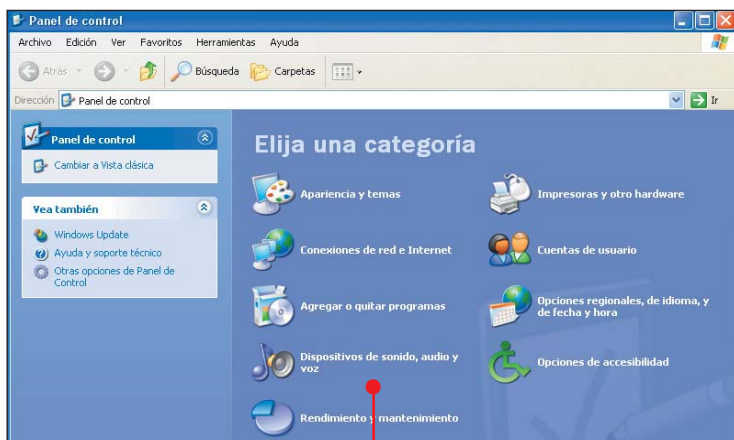 Panel de control
Archivo Edición Ver Favoritos Herramientas Ayuda
Atrás Búsqueda Carpetas
Dirección Panel de control Ir
Panel de control
Cambiar a Vista clásica
Vea también
Windows Update
Ayuda y soporte técnico
Otras opciones de Panel de
Control
Elija una categoría
Apariencia y temas
Impresoras y otro hardware
Conexiones de red e Internet
Cuentas de usuario
Agregar o quitar programas
Opciones regionales, de idioma, y
de fecha y hora
Dispositivos de sonido, audio y
voz
Opciones de accesibilidad
Rendimiento y mantenimiento